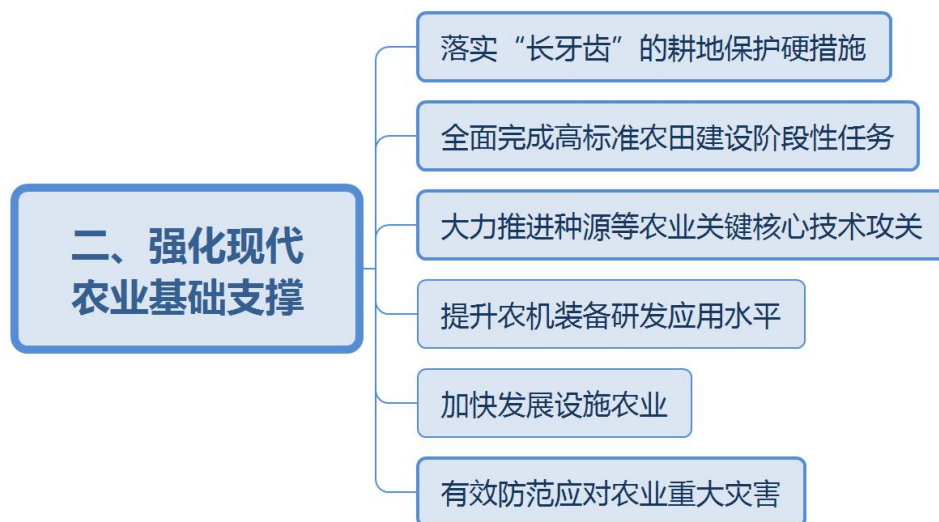 落实“长牙齿”的耕地保护硬措施
全面完成高标准农田建设阶段性任务
大力推进种源等农业关键核心技术攻关
二、强化现代
农业基础支撑
提升农机装备研发应用水平
加快发展设施农业
有效防范应对农业重大灾害